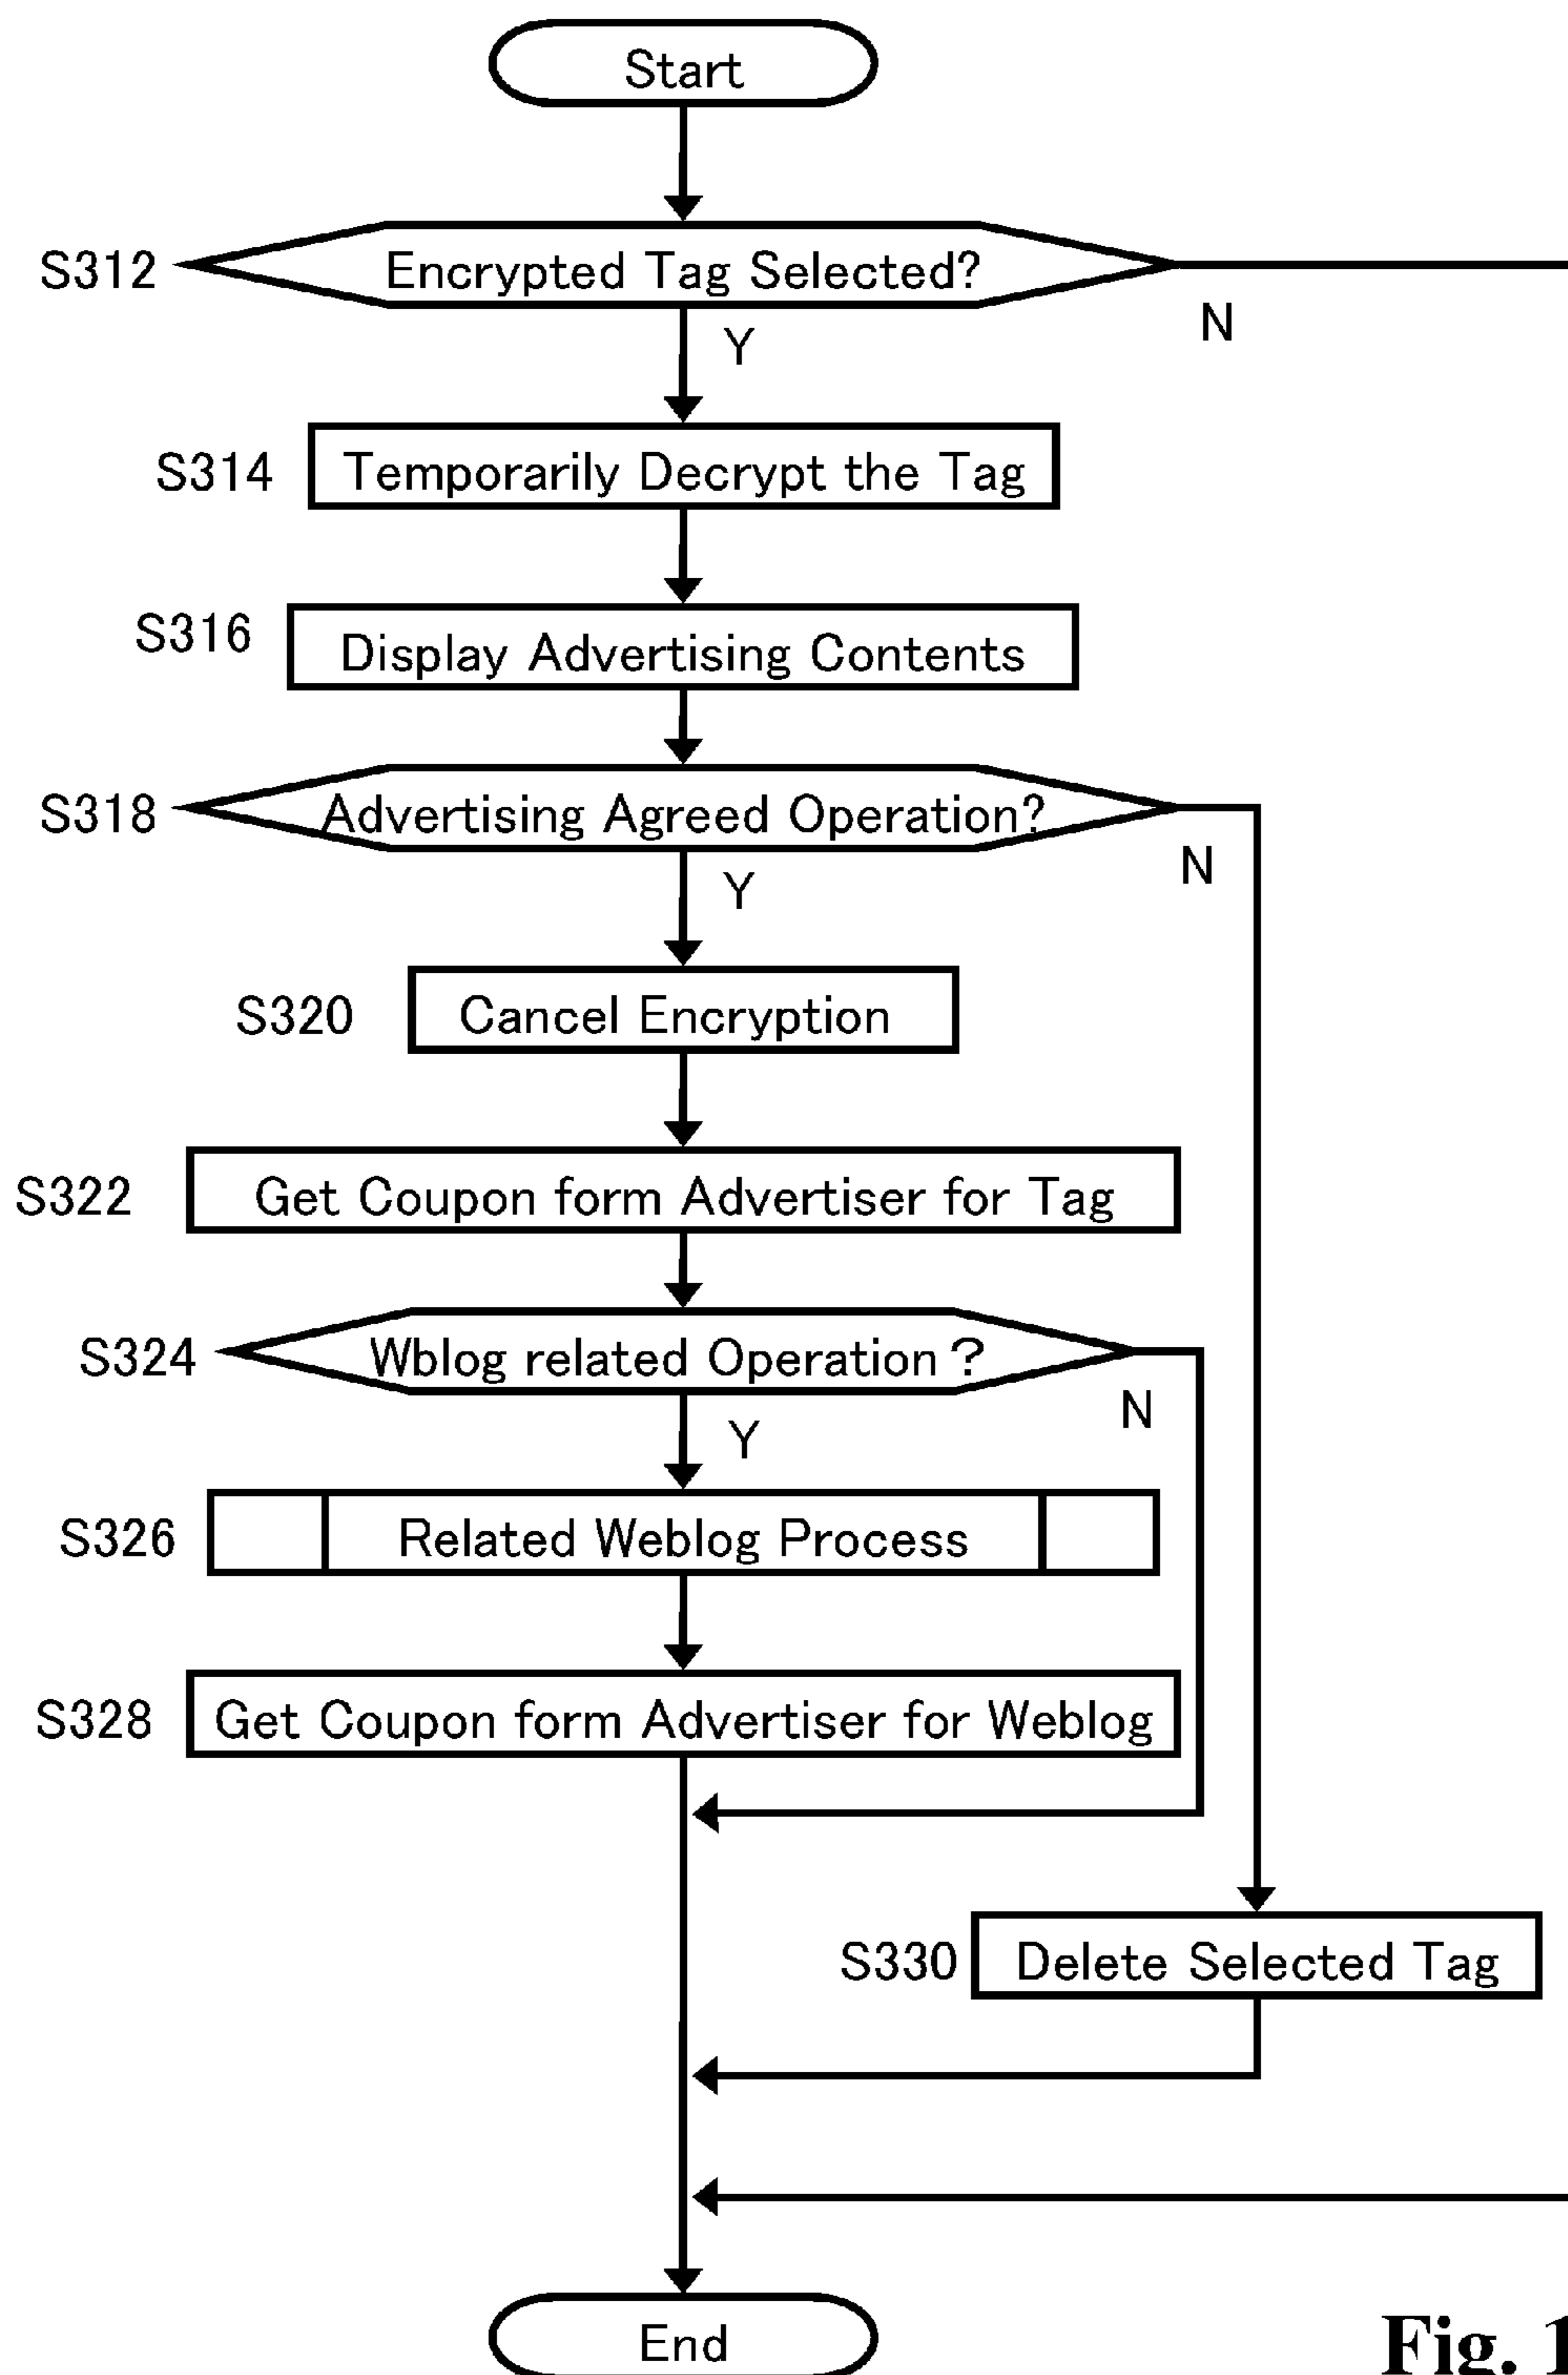 Start
S312 Encrypted Tag Selected?
N
Y
S314 Temporarily Decrypt the Tag
S316 Display Advertising Contents
S318 Advertising Agreed Operation?
N
Y
S320 Cancel Encryption
S322 Get Coupon form Advertiser for Tag
S324 Wblog related Operation ?
N
Y
S326 Related Weblog Process
S328 Get Coupon form Advertiser for Weblog
S330 Delete Selected Tag
End
Fig.